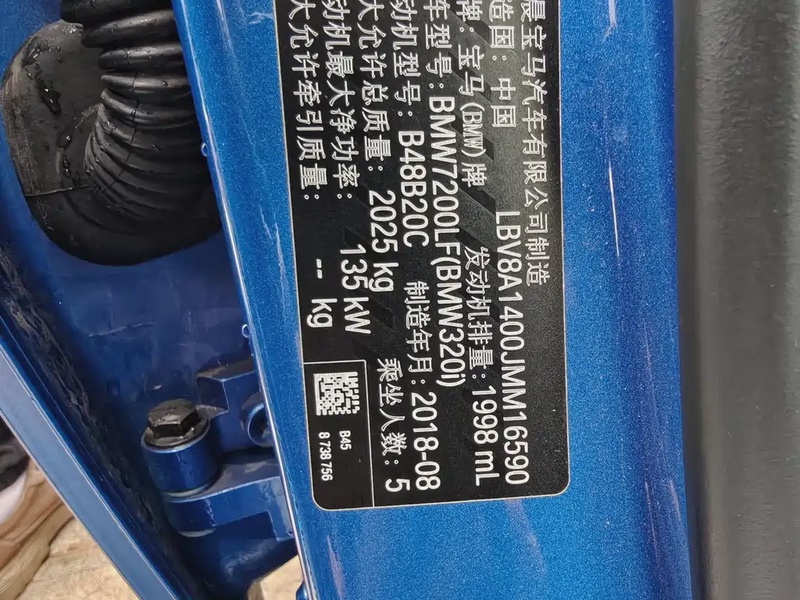 晨宝马汽车有限公司制造
造国：中国 LBV8A1400JMM16590
牌：宝马(BMW)牌 发动机排量：1998 mL
车型号：BMW7200LF(BMW320i)
动机型号：B48B20C 制造年月：2018-08
大允许总质量：2025 kg 乘坐人数：5
动机最大净功率：135 kW
大允许牵引质量：-- kg
B45
8 738 756